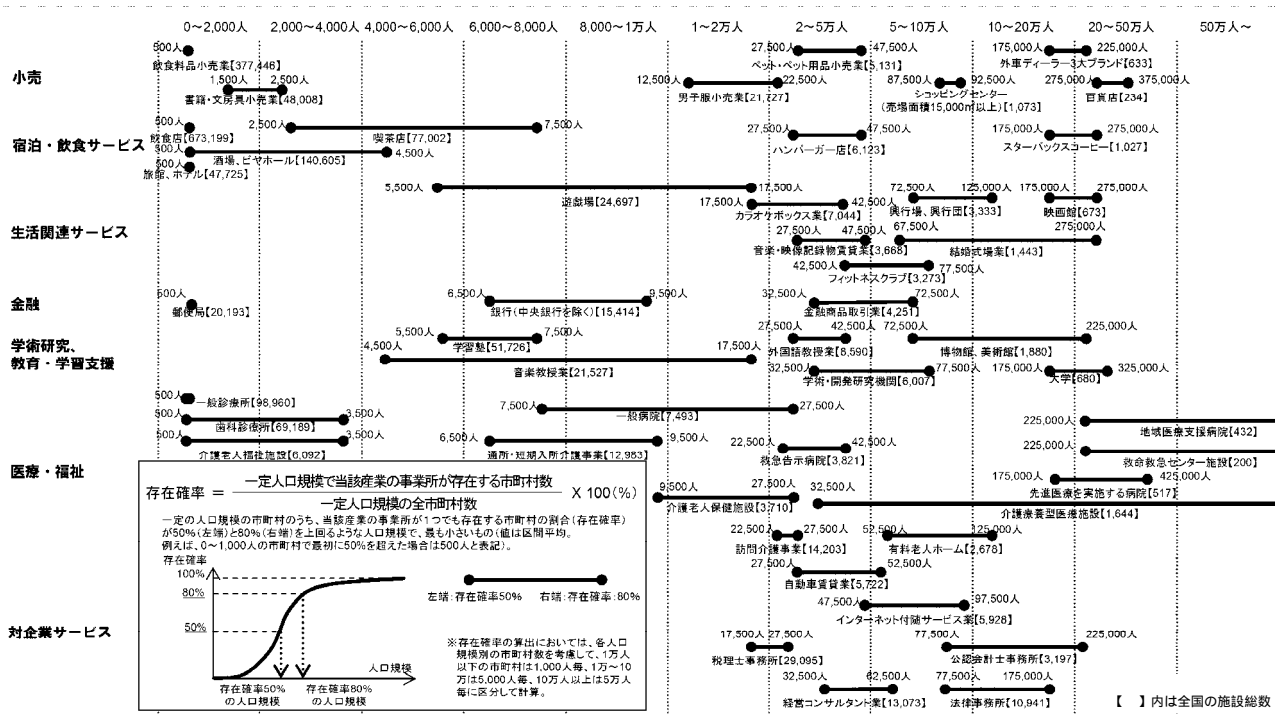 0～2,000人 2,000～4,000人 4,000～6,000人 6,000～8,000人 8,000～1万人 1～2万人 2～5万人 5～10万人 10～20万人 20～50万人 50万人～
小売
500人
飲食料品小売業【377,446】
1,500人 2,500人
書籍・文房具小売業【48,008】
12,500人 22,500人
男子服小売業【21,727】
27,500人 47,500人
ペット・ペット用品小売業【5,131】
87,500人 92,500人
ショッピングセンター
(売場面積15,000㎡以上)【1,073】
175,000人 225,000人
外車ディーラー3大ブランド【633】
275,000人 375,000人
百貨店【234】
宿泊・飲食サービス
500人
飲食店【673,199】
2,500人 7,500人
喫茶店【77,002】
500人 4,500人
酒場、ビヤホール【140,605】
500人
旅館、ホテル【47,725】
27,500人 47,500人
ハンバーガー店【6,123】
175,000人 275,000人
スターバックスコーヒー【1,027】
生活関連サービス
5,500人 17,500人
遊戯場【24,697】
17,500人 42,500人
カラオケボックス業【7,044】
72,500人 125,000人
興行場、興行団【3,333】
175,000人 275,000人
映画館【673】
27,500人 47,500人
音楽・映像記録物賃貸業【3,668】
67,500人 275,000人
結婚式場業【1,443】
42,500人 77,500人
フィットネスクラブ【3,273】
金融
500人
郵便局【20,193】
6,500人 9,500人
銀行(中央銀行を除く)【15,414】
32,500人 72,500人
金融商品取引業【4,251】
学術研究、
教育・学習支援
5,500人 7,500人
学習塾【51,726】
27,500人 42,500人
外国語教授業【6,590】
72,500人 225,000人
博物館、美術館【1,880】
4,500人 17,500人
音楽教授業【21,527】
32,500人 77,500人
学術・開発研究機関【6,007】
175,000人 325,000人
大学【680】
医療・福祉
500人
一般診療所【98,960】
500人 3,500人
歯科診療所【69,189】
7,500人 27,500人
一般病院【7,493】
225,000人
地域医療支援病院【432】
500人 3,500人
介護老人福祉施設【6,092】
6,500人 9,500人
通所・短期入所介護事業【12,983】
22,500人 42,500人
救急告示病院【3,821】
225,000人
救命救急センター施設【200】
175,000人 425,000人
先進医療を実施する病院【517】
9,500人 27,500人
介護老人保健施設【3,710】
32,500人
介護療養型医療施設【1,644】
22,500人 27,500人
訪問介護事業【14,203】
52,500人 125,000人
有料老人ホーム【2,678】
対企業サービス
27,500人 52,500人
自動車賃貸業【5,722】
47,500人 97,500人
インターネット付随サービス業【5,928】
17,500人 27,500人
税理士事務所【29,095】
77,500人 225,000人
公認会計士事務所【3,197】
32,500人 62,500人
経営コンサルタント業【13,073】
77,500人 175,000人
法律事務所【10,941】
存在確率 ＝ 一定人口規模で当該産業の事業所が存在する市町村数
一定人口規模の全市町村数
X 100(%)
一定の人口規模の市町村のうち、当該産業の事業所が1つでも存在する市町村の割合(存在確率)
が50%(左端)と80%(右端)を上回るような人口規模で、最も小さいもの(値は区間平均。
例えば、0～1,000人の市町村で最初に50%を超えた場合は500人と表記)。
存在確率
100%
80%
50%
人口規模
存在確率50%
の人口規模
存在確率80%
の人口規模
左端:存在確率50% 右端:存在確率:80%
※存在確率の算出においては、各人口
規模別の市町村数を考慮して、1万人
以下の市町村は1,000人毎、1万～10
万は5,000人毎、10万人以上は5万人
毎に区分して計算。
【 】内は全国の施設総数